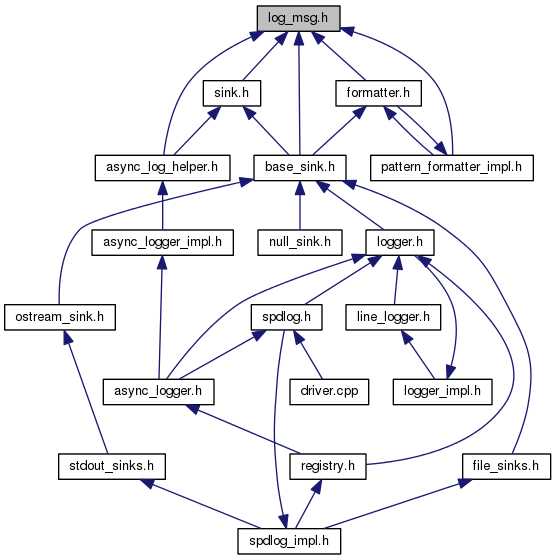 log_msg.h
sink.h
formatter.h
async_log_helper.h
base_sink.h
pattern_formatter_impl.h
async_logger_impl.h
null_sink.h
logger.h
ostream_sink.h
spdlog.h
line_logger.h
async_logger.h
driver.cpp
logger_impl.h
stdout_sinks.h
registry.h
file_sinks.h
spdlog_impl.h